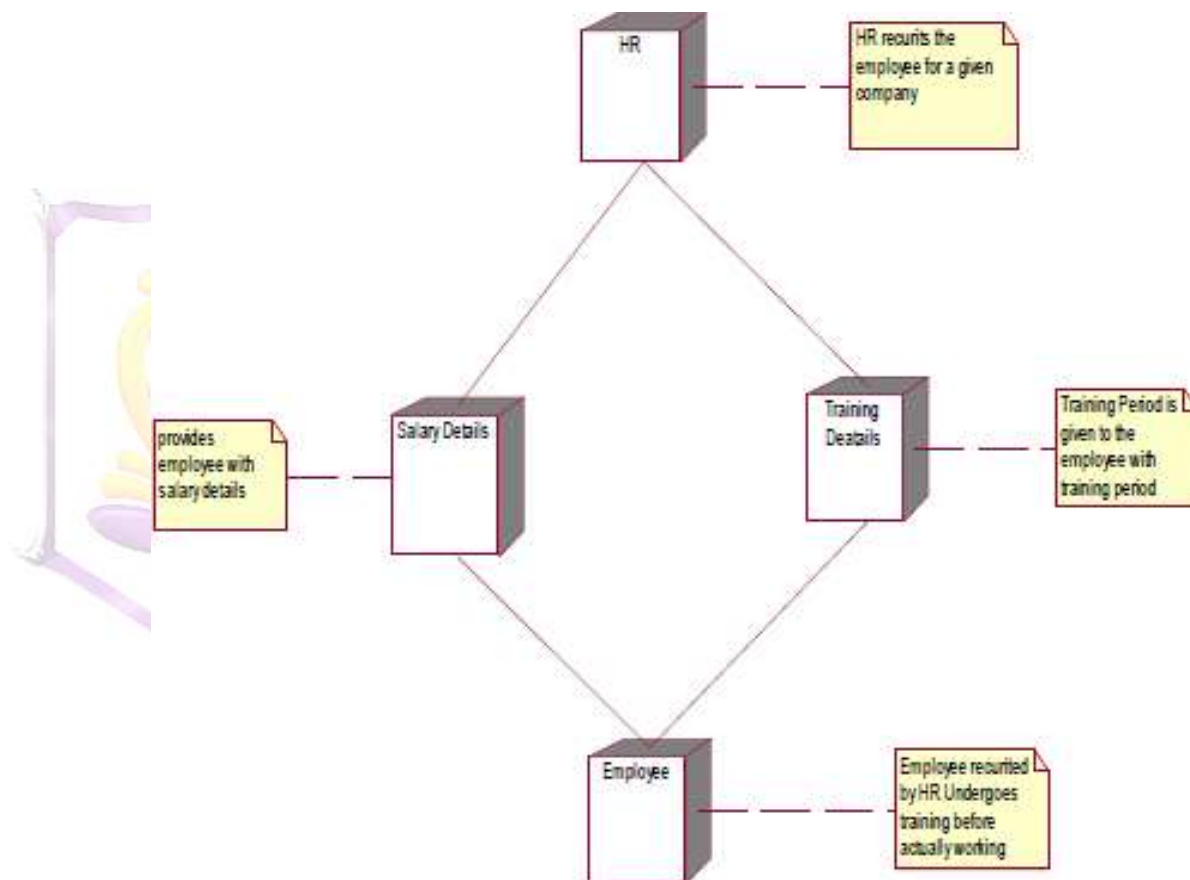 HR
HR recurits the
employee for a given
company
Salary Details
provides
employee with
salary details
Training
Deatails
Training Period is
given to the
employee with
training period
Employee
Employee recurited
by HR Undergoes
training before
actually working